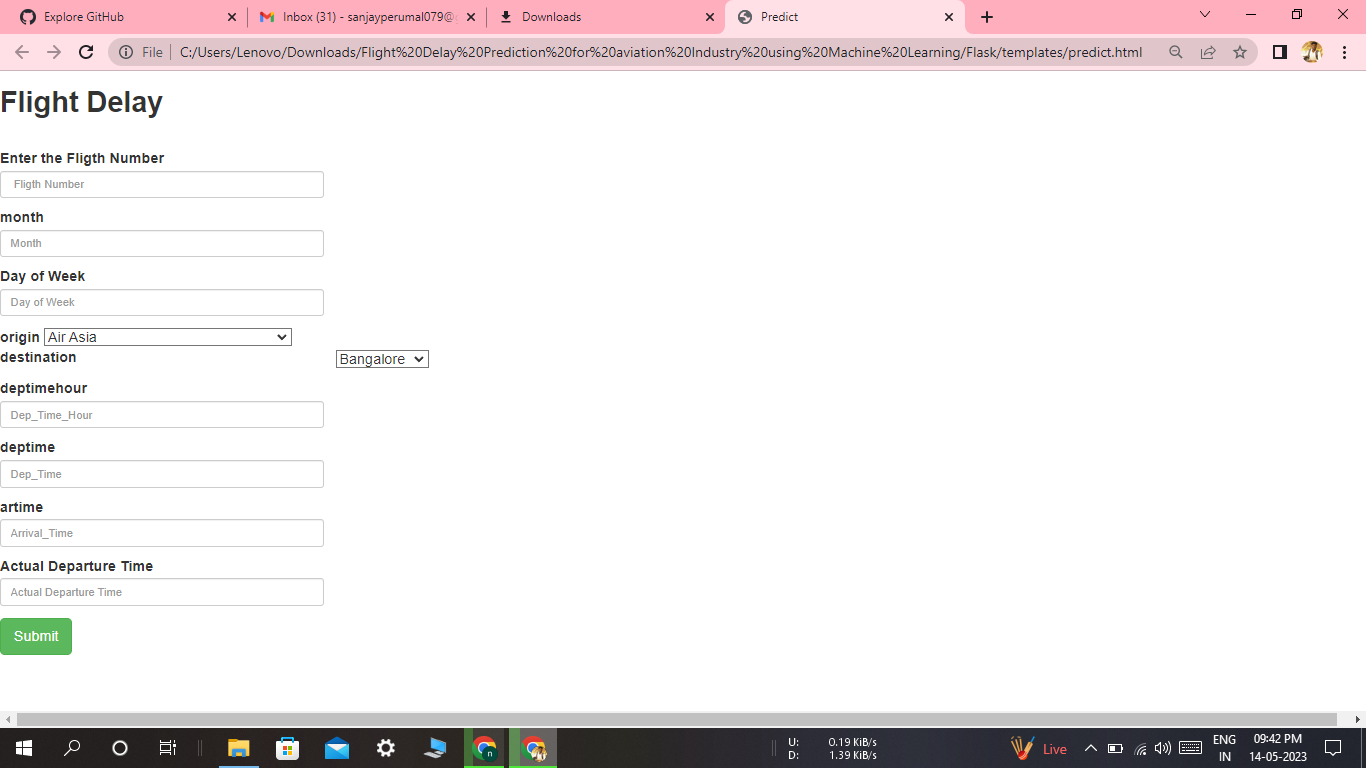 Explore GitHub
Inbox (31) - sanjayperumal079@
Downloads
Predict
File
C:/Users/Lenovo/Downloads/Flight%20Delay%20Prediction%20for%20aviation%20Industry%20using%20Machine%20Learning/Flask/templates/predict.html
Flight Delay
Enter the Fligth Number
Fligth Number
month
Month
Day of Week
Day of Week
origin Air Asia
destination Bangalore
deptimehour
Dep_Time_Hour
deptime
Dep_Time
artime
Arrival_Time
Actual Departure Time
Actual Departure Time
Submit
U: 0.19 KiB/s
D: 1.39 KiB/s
Live
ENG
IN
09:42 PM
14-05-2023
n